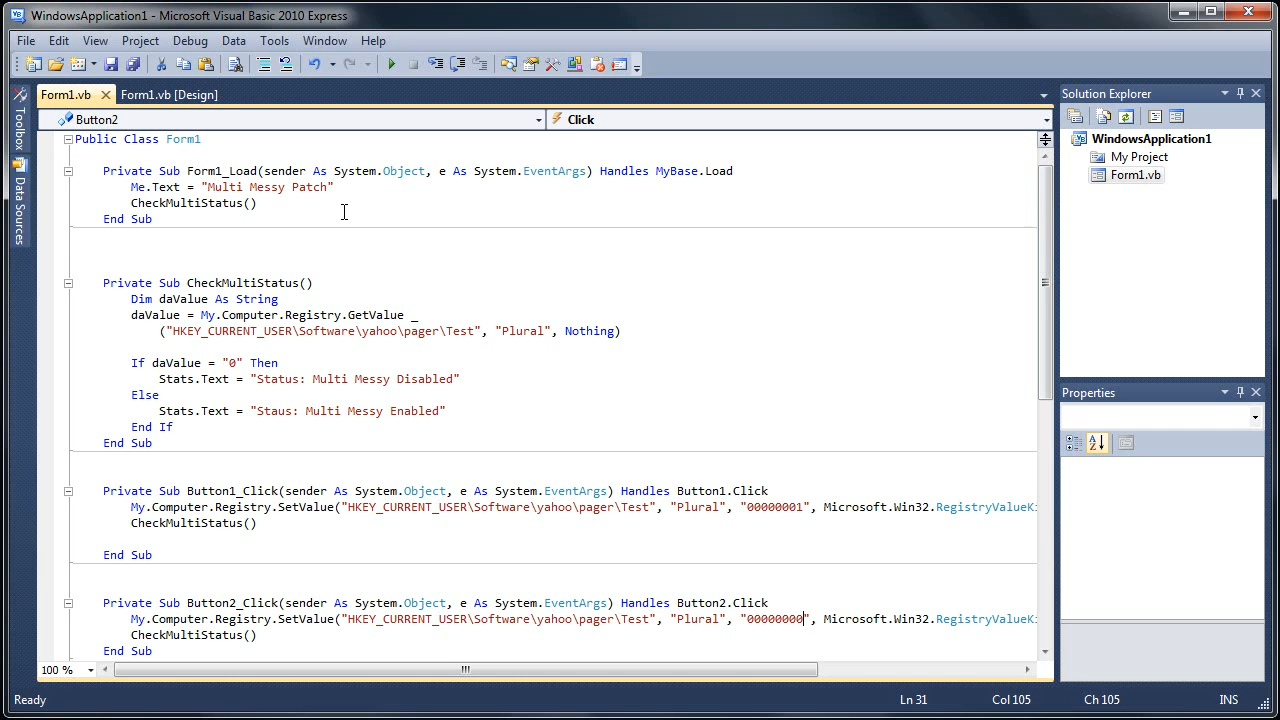 WindowsApplication1 - Microsoft Visual Basic 2010 Express
File Edit View Project Debug Tools Data Window Help
Form1.vb Form1.vb [Design]
Button2 Click
Public Class Form1
Private Sub Form1_Load(sender As System.Object, e As System.EventArgs) Handles MyBase.Load
Me.Text = "Multi Messy Patch"
CheckMultiStatus()
End Sub
Private Sub CheckMultiStatus()
Dim daValue As String
daValue = My.Computer.Registry.GetValue _
("HKEY_CURRENT_USER\Software\yahoo\pager\Test", "Plural", Nothing)
If daValue = "0" Then
Stats.Text = "Status: Multi Messy Disabled"
Else
Stats.Text = "Staus: Multi Messy Enabled"
End If
End Sub
Private Sub Button1_Click(sender As System.Object, e As System.EventArgs) Handles Button1.Click
My.Computer.Registry.SetValue("HKEY_CURRENT_USER\Software\yahoo\pager\Test", "Plural", "00000001", Microsoft.Win32.RegistryValueKi
CheckMultiStatus()
End Sub
Private Sub Button2_Click(sender As System.Object, e As System.EventArgs) Handles Button2.Click
My.Computer.Registry.SetValue("HKEY_CURRENT_USER\Software\yahoo\pager\Test", "Plural", "00000000", Microsoft.Win32.RegistryValueKi
CheckMultiStatus()
End Sub
100 %
Toolbox
Data Sources
Solution Explorer
WindowsApplication1
My Project
Form1.vb
Properties
Ready Ln 31 Col 105 Ch 105 INS